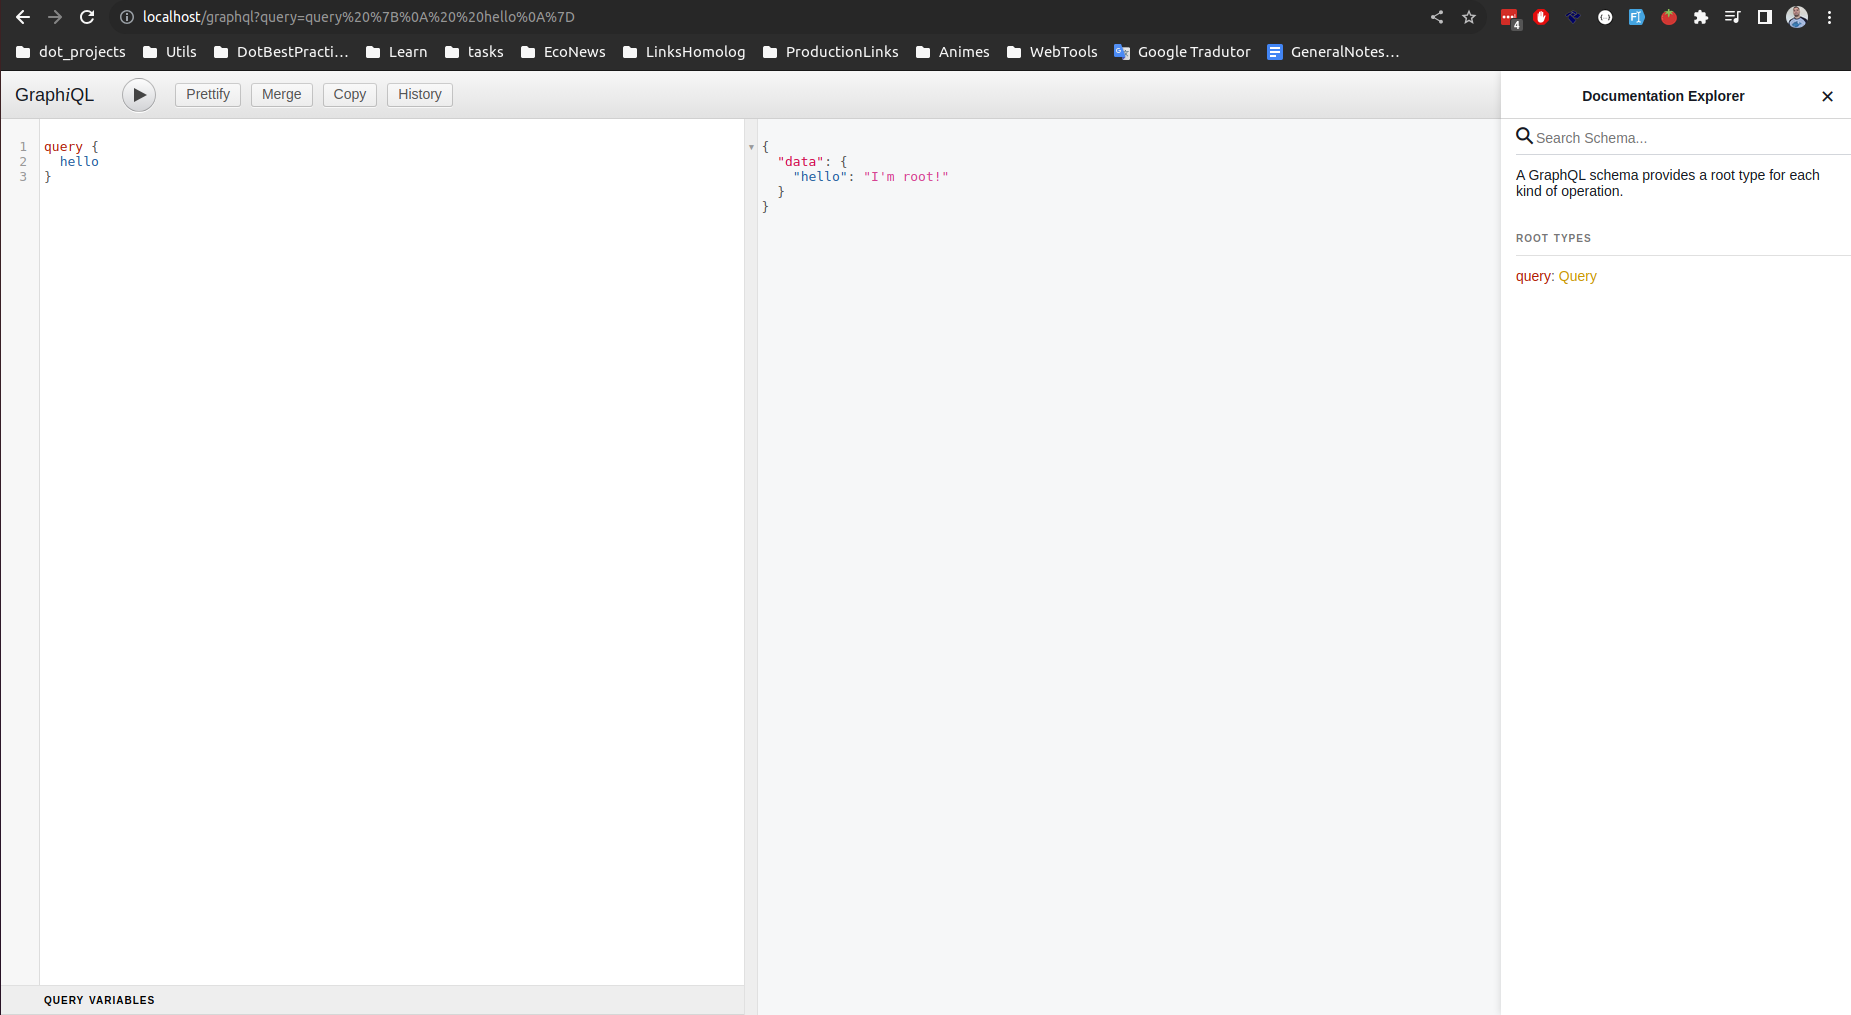 localhost/graphql?query=query%20%7B%0A%20%20hello%0A%7D
4
dot_projects Utils DotBestPracti... Learn tasks EcoNews LinksHomolog ProductionLinks Animes WebTools Google Tradutor GeneralNotes...
GraphiQL Prettify Merge Copy History
1 query {
2   hello
3 }
{
  "data": {
    "hello": "I'm root!"
  }
}
QUERY VARIABLES
Documentation Explorer
Search Schema...
A GraphQL schema provides a root type for each
kind of operation.
ROOT TYPES
query: Query